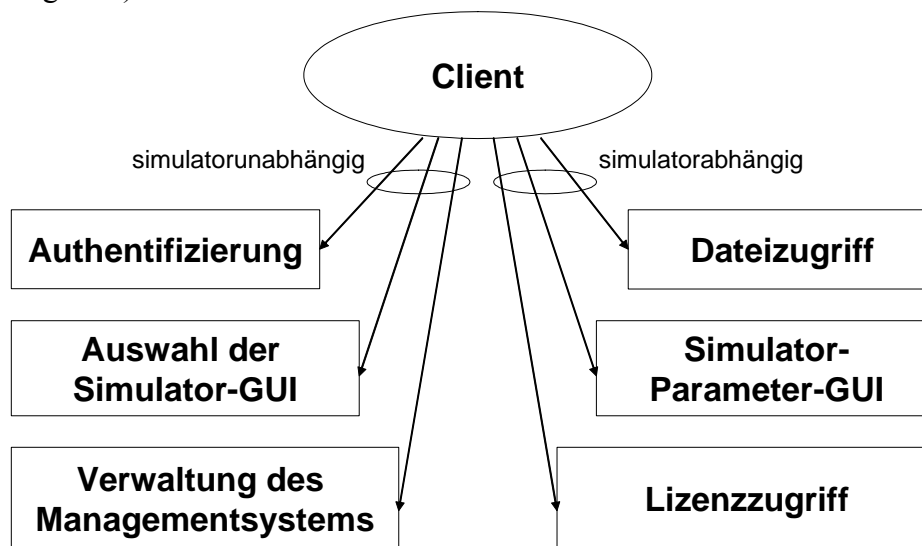 Client
simulatorunabhängig
simulatorabhängig
Authentifizierung
Dateizugriff
Auswahl der
Simulator-GUI
Simulator-
Parameter-GUI
Verwaltung des
Managementsystems
Lizenzzugriff